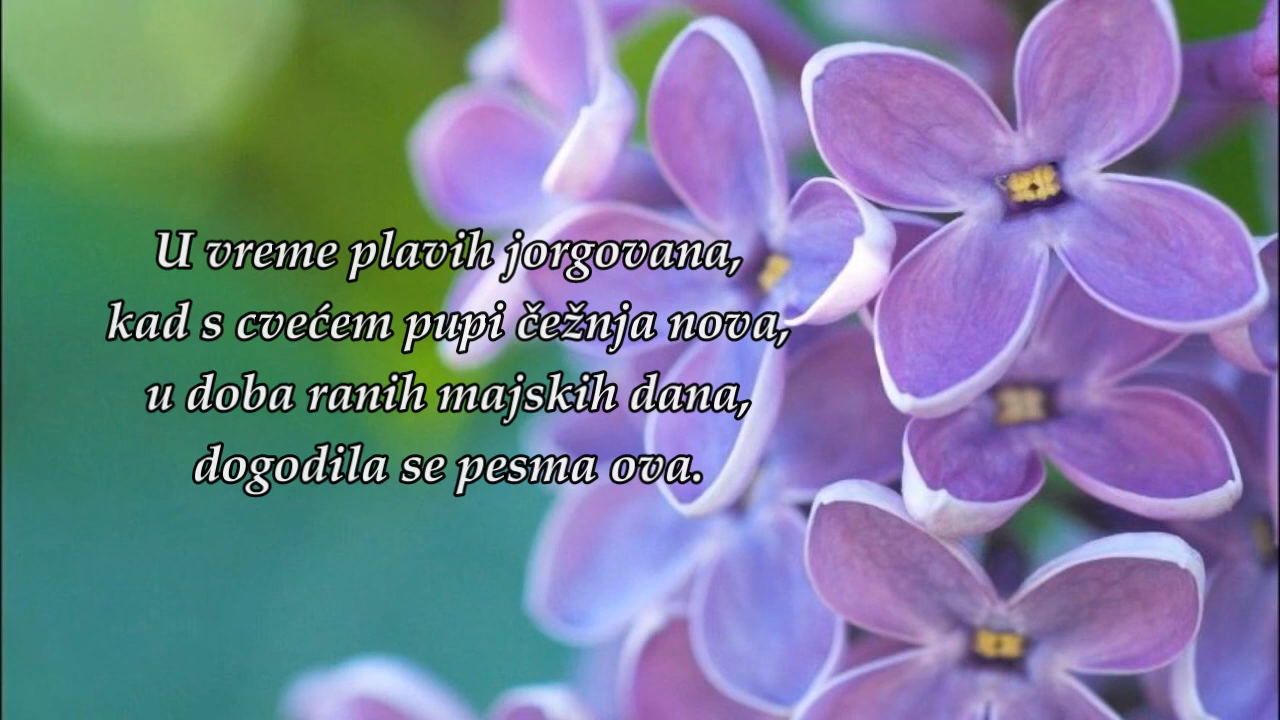 U vreme plavih jorgovana,
kad s cvećem pupi čežnja nova,
u doba ranih majskih dana,
dogodila se pesma ova.